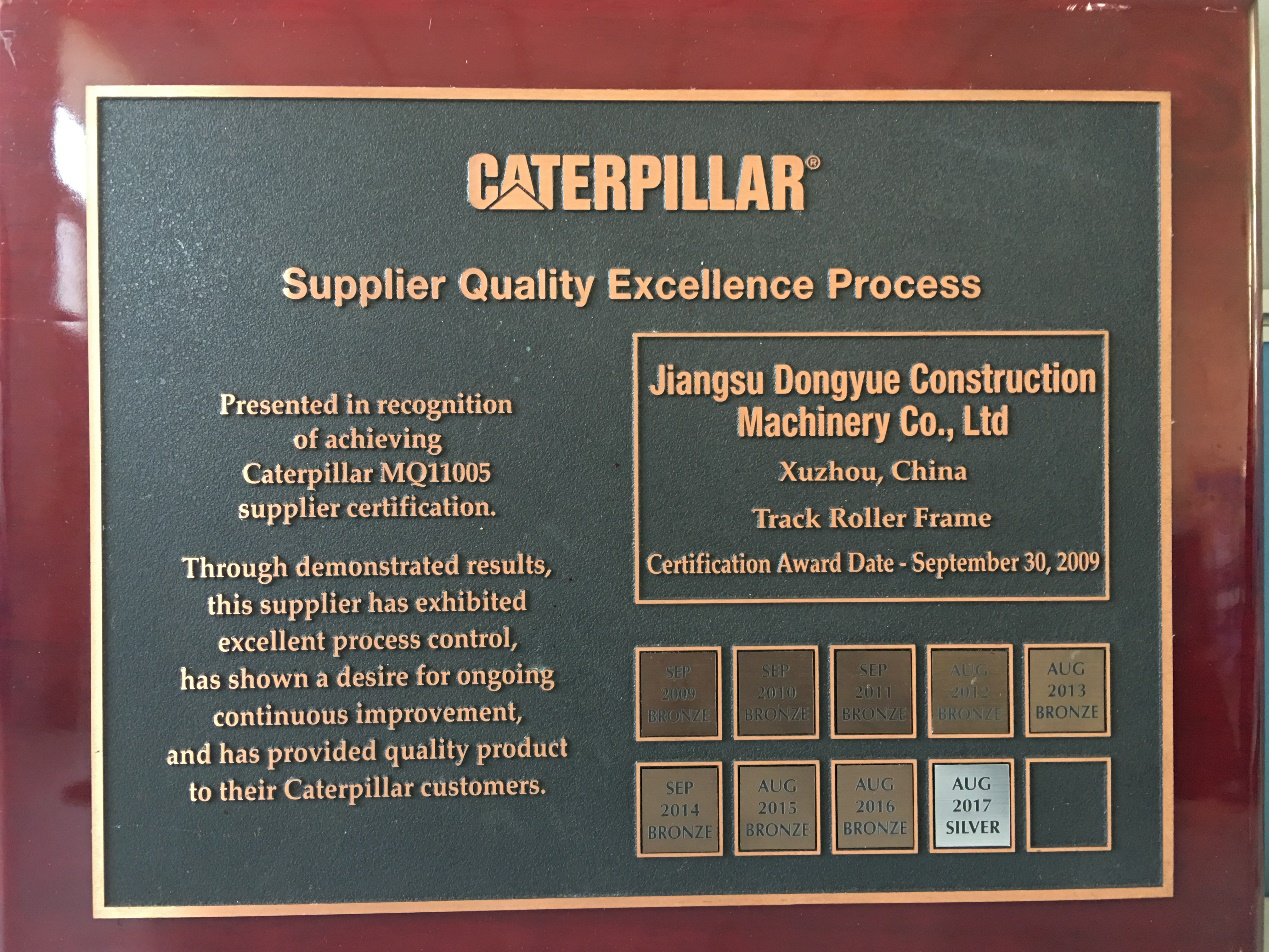 CATERPILLAR®
Supplier Quality Excellence Process
Presented in recognition
of achieving
Caterpillar MQ11005
supplier certification.
Through demonstrated results,
this supplier has exhibited
excellent process control,
has shown a desire for ongoing
continuous improvement,
and has provided quality product
to their Caterpillar customers.
Jiangsu Dongyue Construction
Machinery Co., Ltd
Xuzhou, China
Track Roller Frame
Certification Award Date - September 30, 2009
SEP
2009
BRONZE
SEP
2010
BRONZE
SEP
2011
BRONZE
AUG
2012
BRONZE
AUG
2013
BRONZE
SEP
2014
BRONZE
AUG
2015
BRONZE
AUG
2016
BRONZE
AUG
2017
SILVER